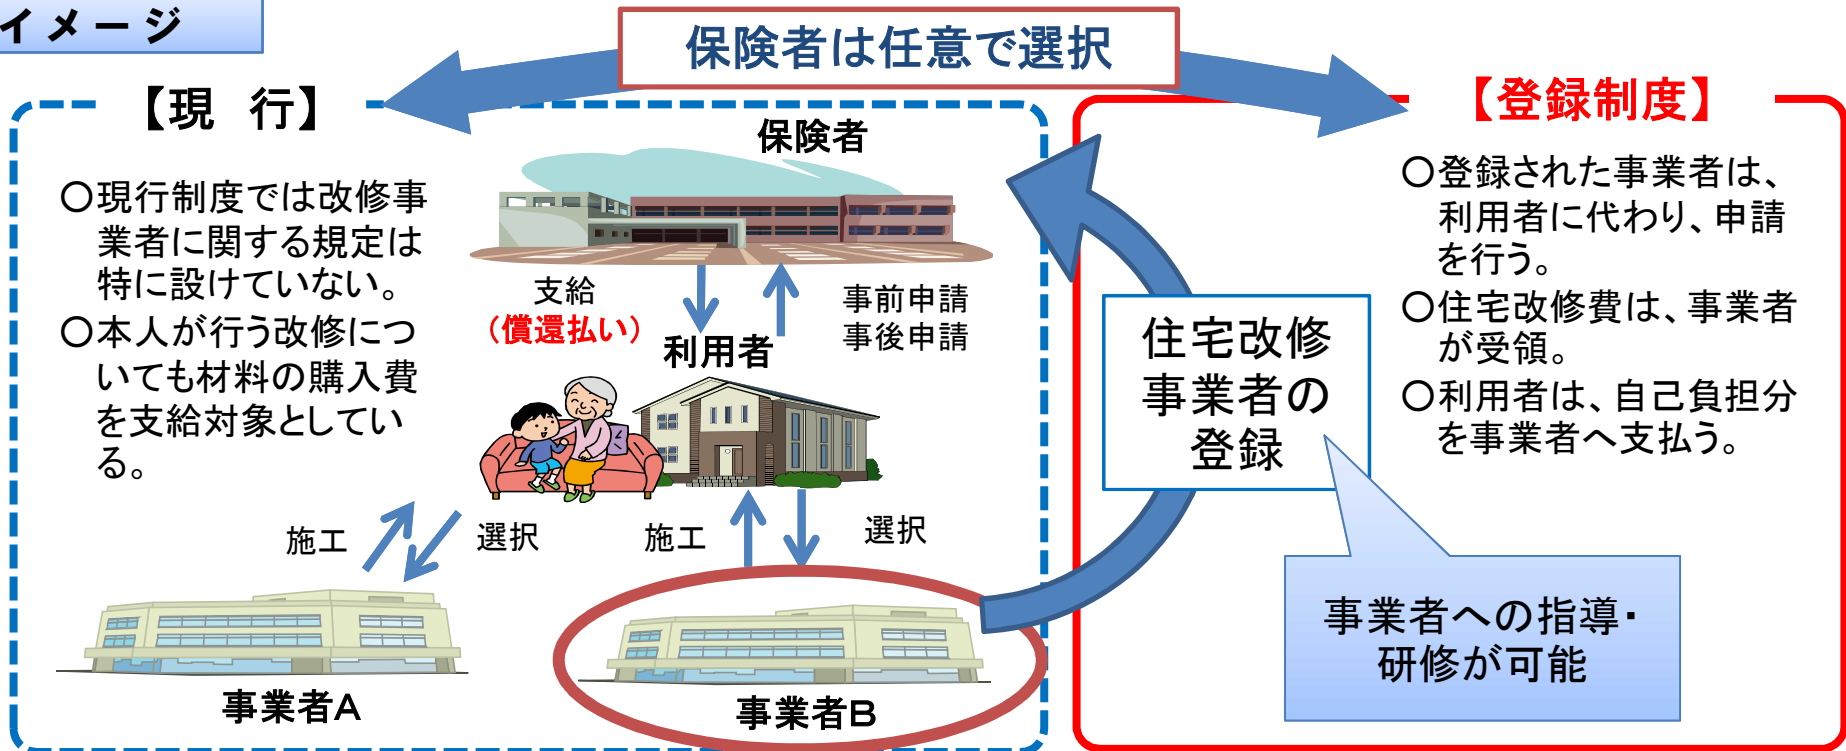 イメージ
保険者は任意で選択
【現　行】
〇現行制度では改修事
業者に関する規定は
特に設けていない。
〇本人が行う改修につ
いても材料の購入費
を支給対象としてい
る。
保険者
支給
（償還払い）
事前申請
事後申請
利用者
施工
選択
施工
選択
事業者A
事業者B
住宅改修
事業者の
登録
事業者への指導・
研修が可能
【登録制度】
〇登録された事業者は、
利用者に代わり、申請
を行う。
〇住宅改修費は、事業者
が受領。
〇利用者は、自己負担分
を事業者へ支払う。